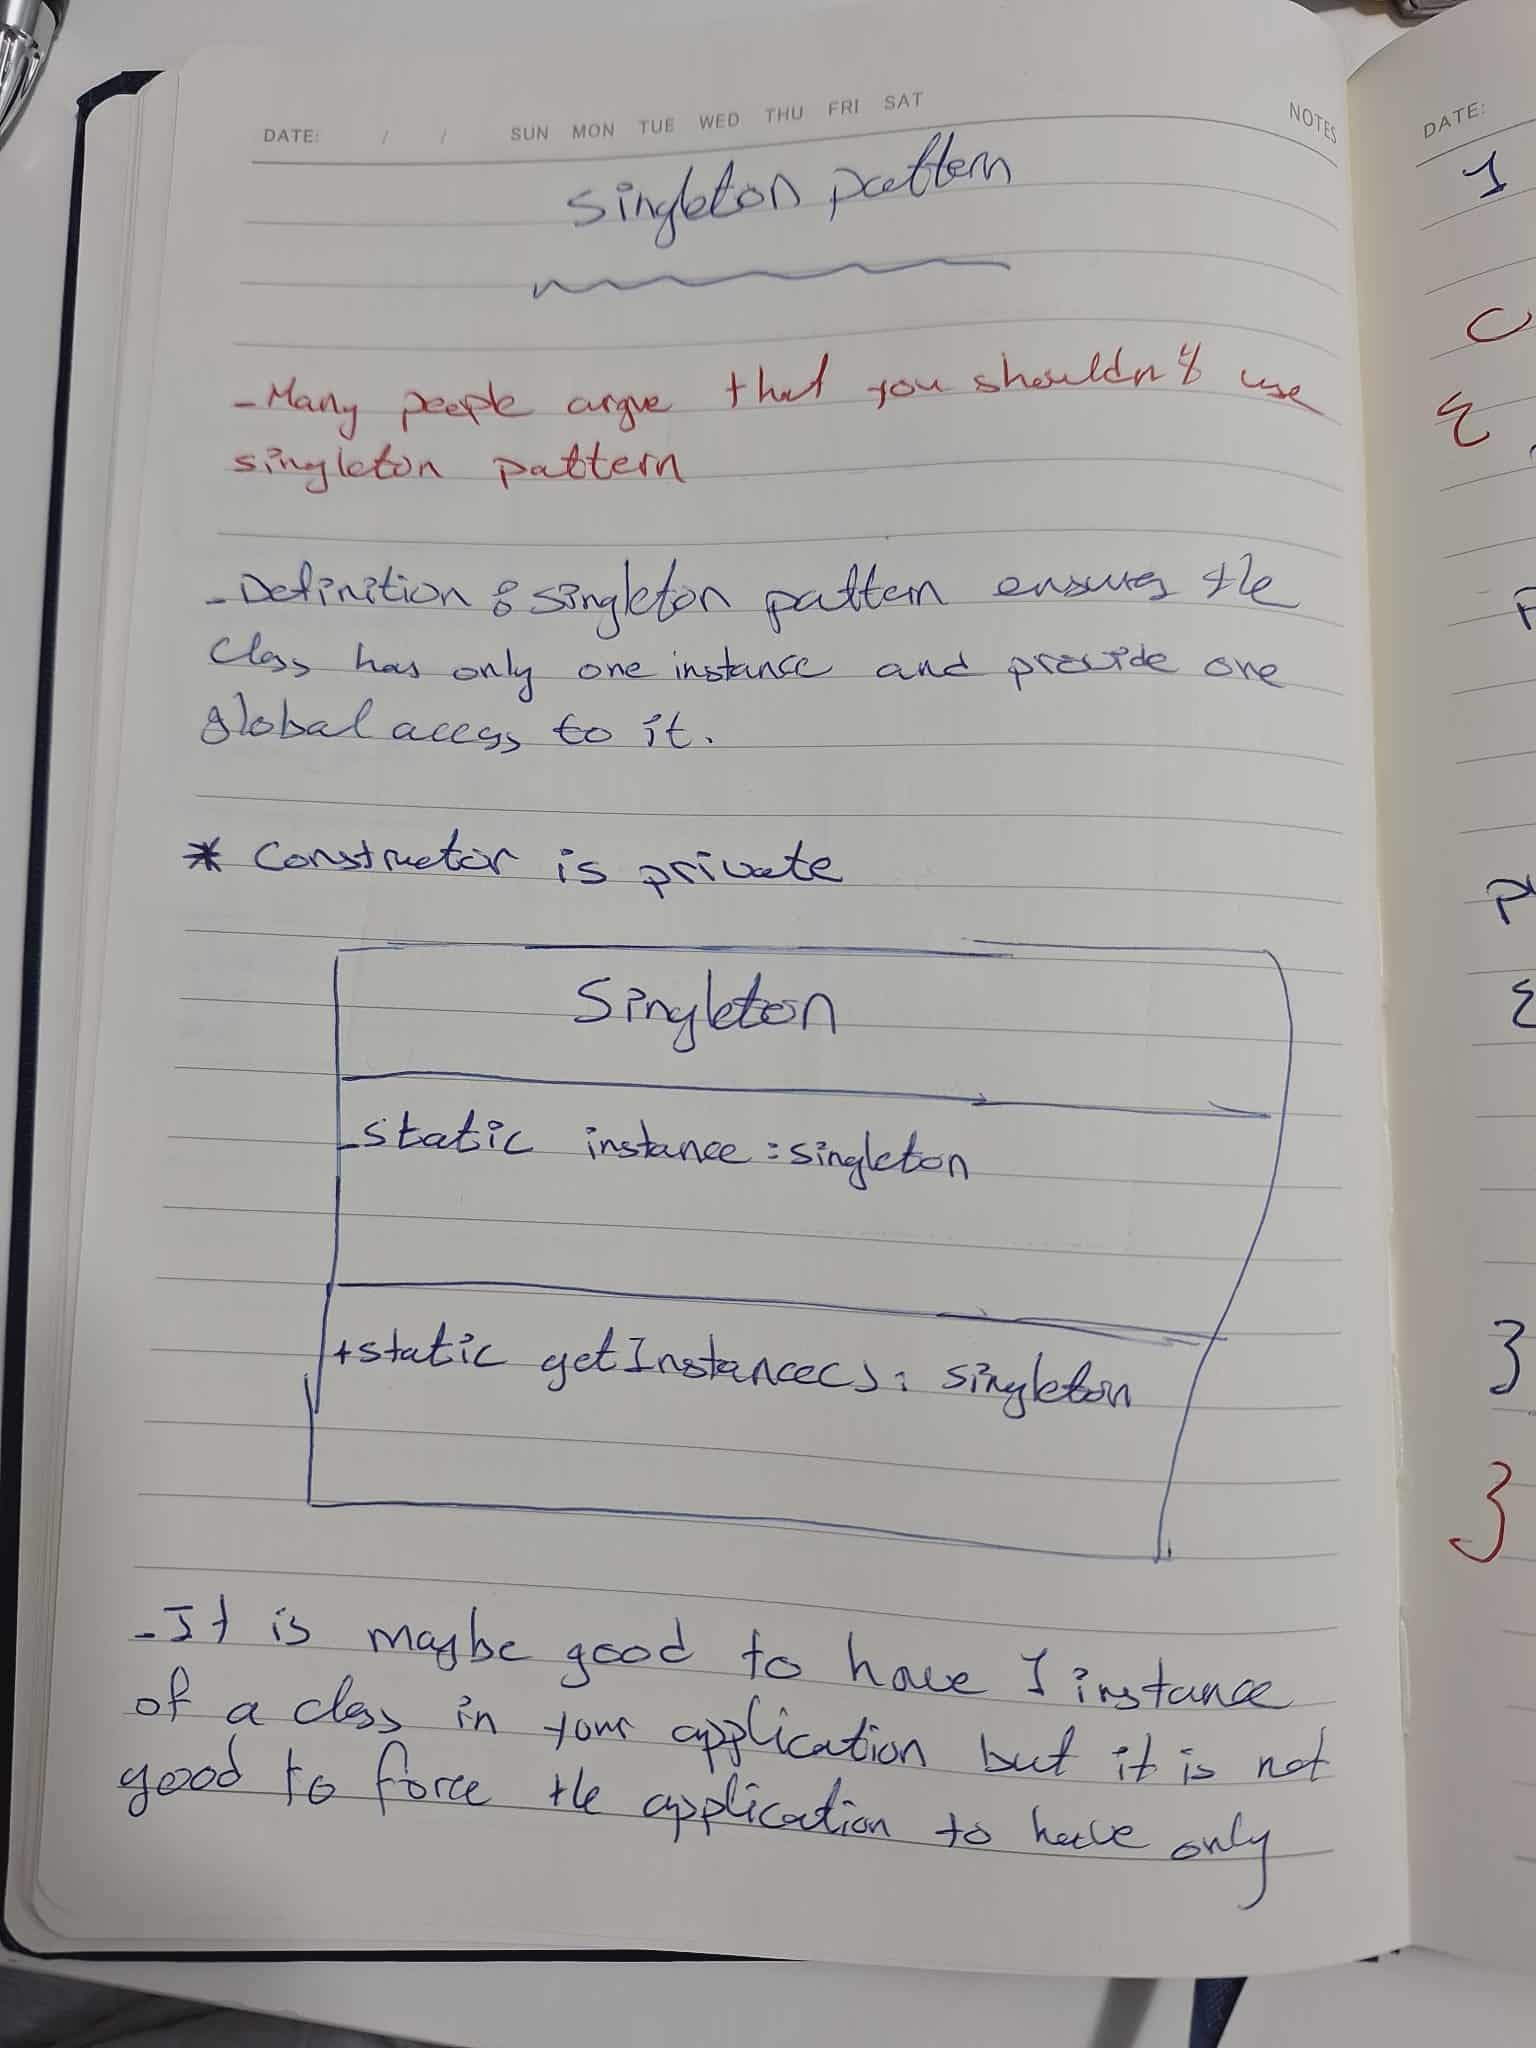 DATE: / / SUN MON TUE WED THU FRI SAT NOTES
singleton pattern
- Many people argue that you shouldn't use
singleton pattern
- Definition : singleton pattern ensures the
class has only one instance and provide one
global access to it.
* Constructor is private
Singleton
- static instance : singleton
+ static getInstance() : singleton
- It is maybe good to have 1 instance
of a class in your application but it is not
good to force the application to have only
DATE: